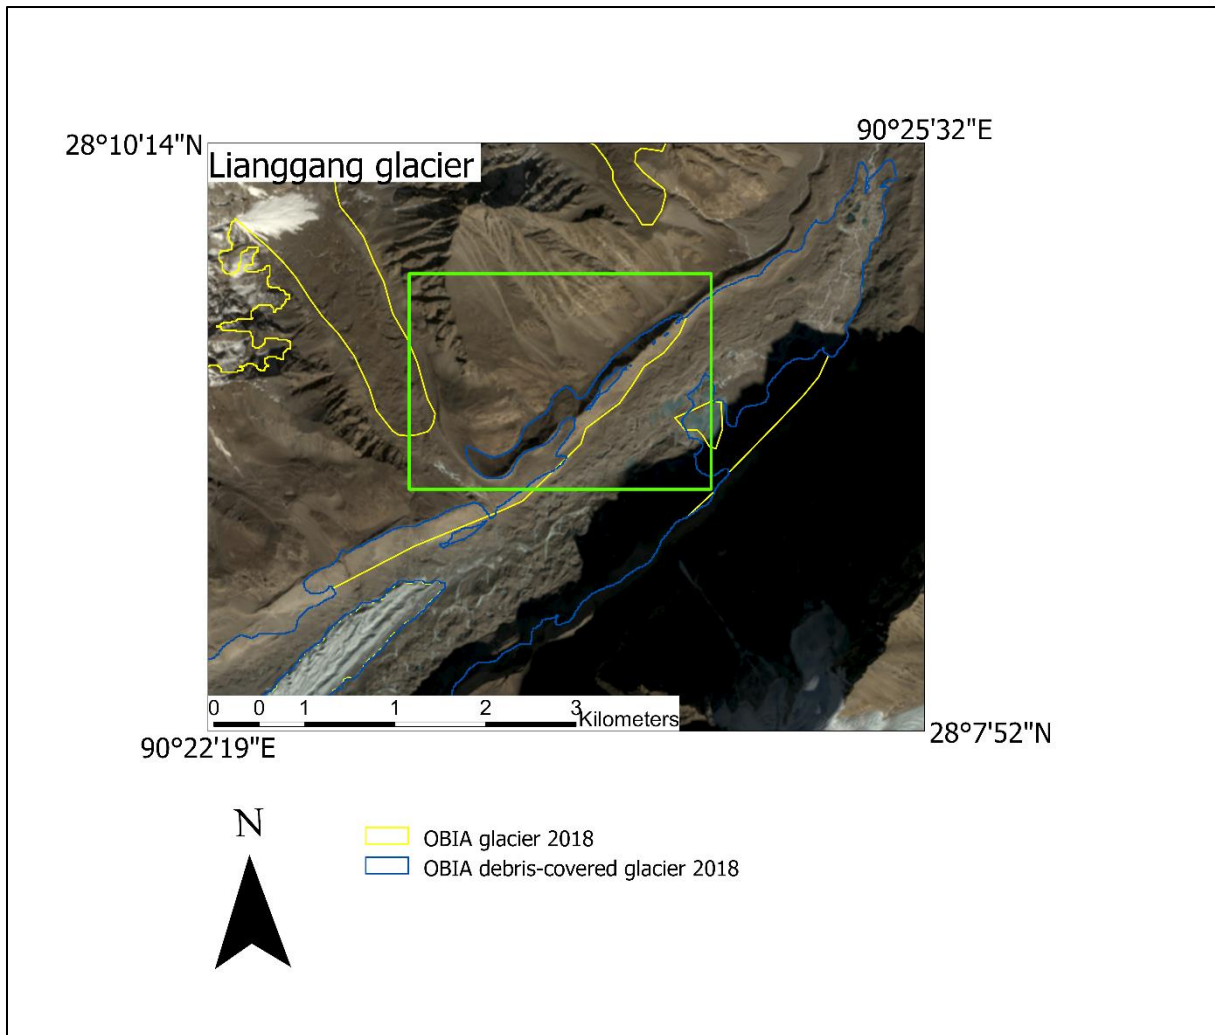 28°10'14"N
90°25'32"E
Lianggang glacier
0 0 1 1 2 3
Kilometers
90°22'19"E
28°7'52"N
N
OBIA glacier 2018
OBIA debris-covered glacier 2018